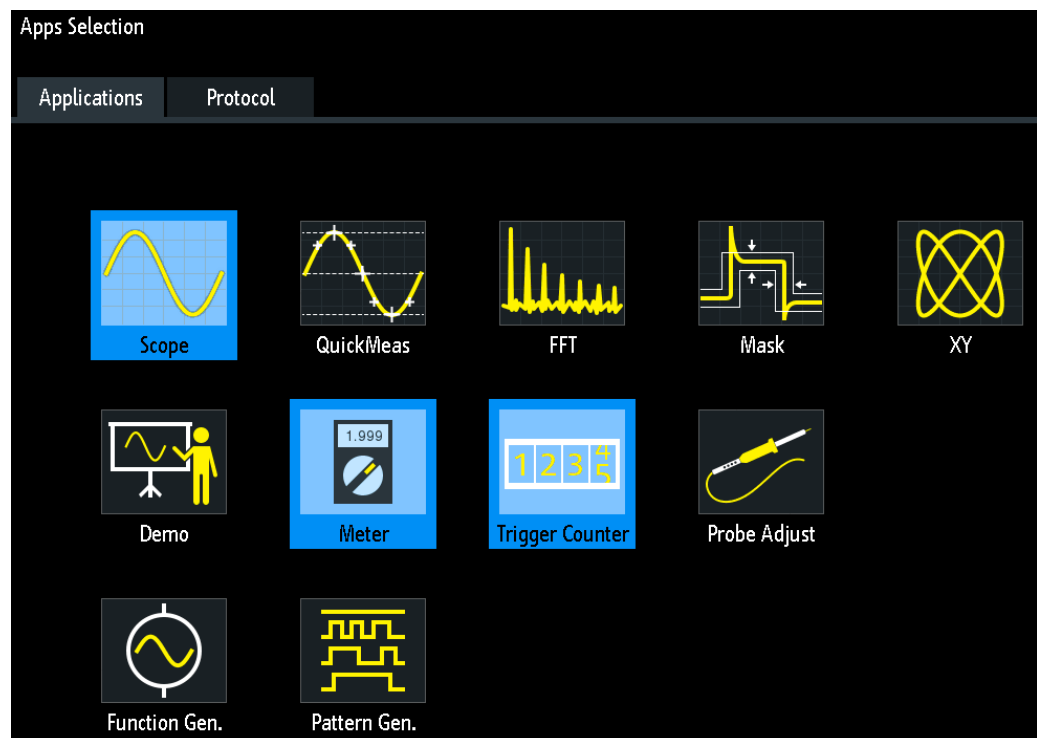 Apps Selection
Applications Protocol
Scope QuickMeas FFT Mask XY
1.999
1 2 3 4 5
Demo Meter Trigger Counter Probe Adjust
Function Gen. Pattern Gen.